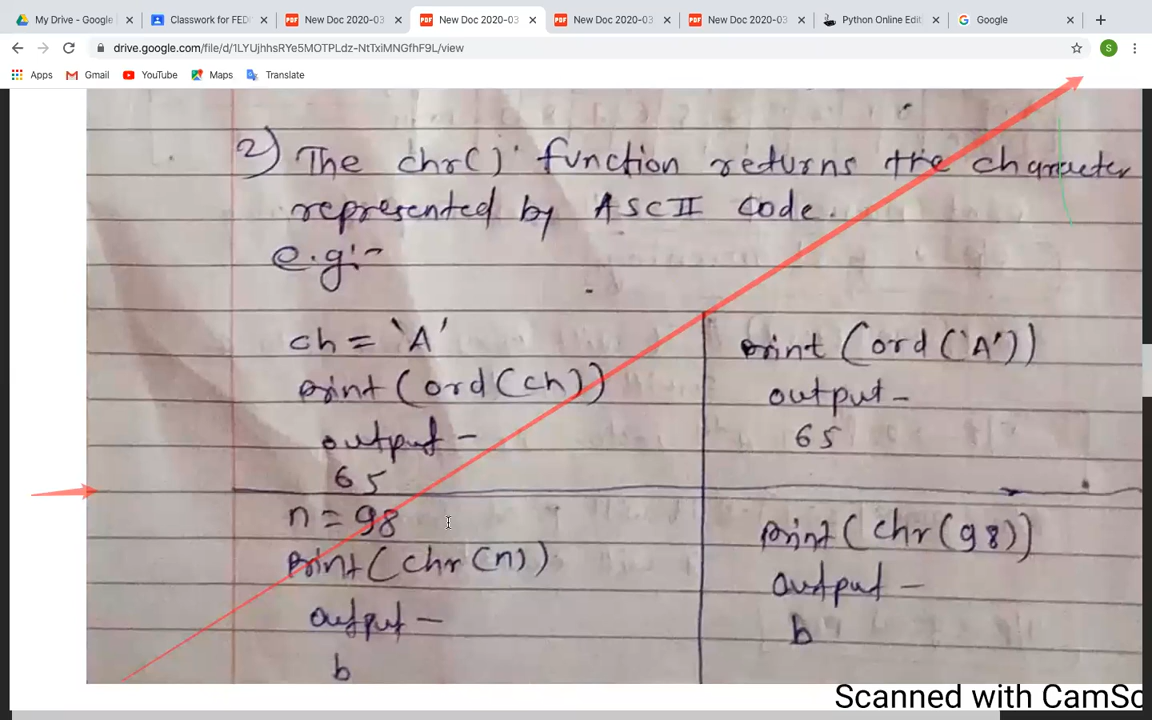 My Drive - Google
Classwork for FED
New Doc 2020-03
New Doc 2020-03
New Doc 2020-03
New Doc 2020-03
Python Online Edit
Google
drive.google.com/file/d/1LYUjhhsRYe5MOTPLdz-NtTxiMNGfhF9L/view
S
Apps
Gmail
YouTube
Maps
Translate
2) The chr() function returns the character
represented by ASCII Code.
e.g:-
ch = 'A'
print (ord (ch))
output -
65
print (ord ('A'))
output -
65
n = 98
print (chr (n))
output -
b
print (chr (98))
output -
b
Scanned with CamSc